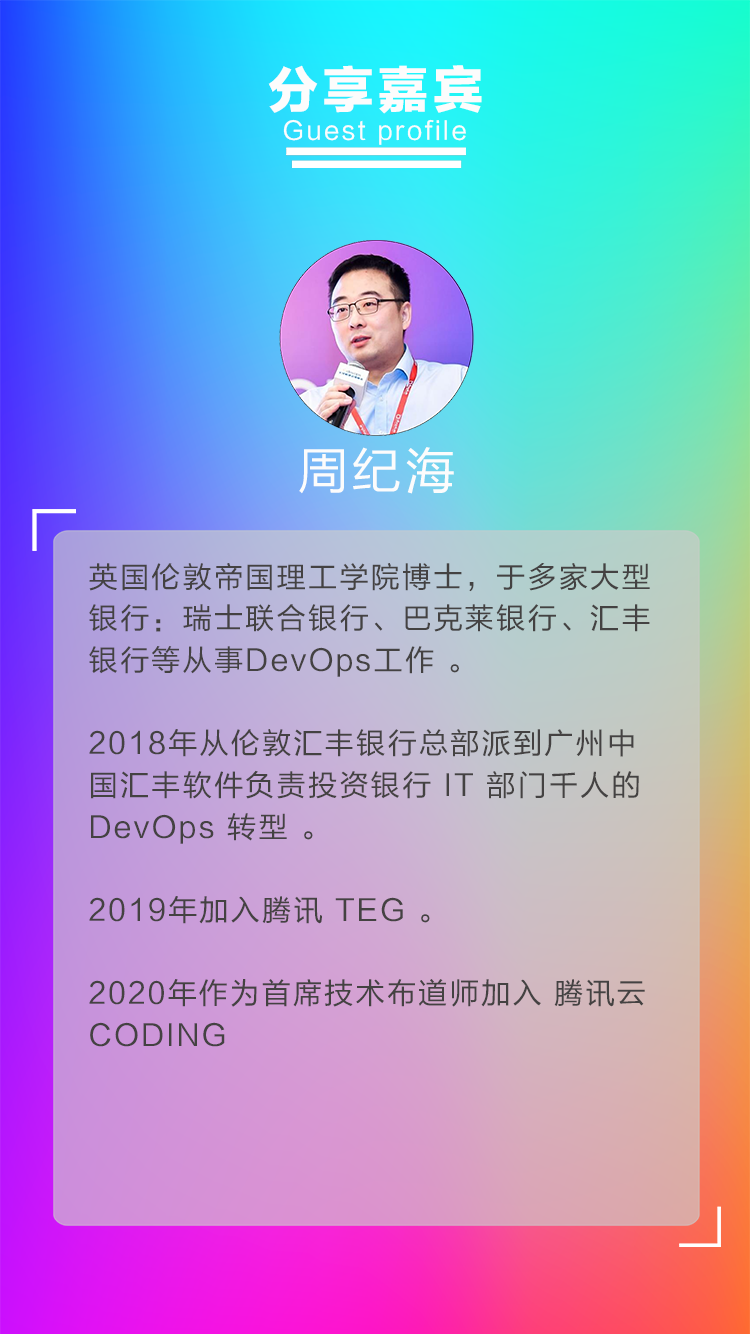 分享嘉宾
Guest profile
周纪海
英国伦敦帝国理工学院博士，于多家大型
银行：瑞士联合银行、巴克莱银行、汇丰
银行等从事DevOps工作 。
2018年从伦敦汇丰银行总部派到广州中
国汇丰软件负责投资银行 IT 部门千人的
DevOps 转型 。
2019年加入腾讯 TEG 。
2020年作为首席技术布道师加入 腾讯云
CODING